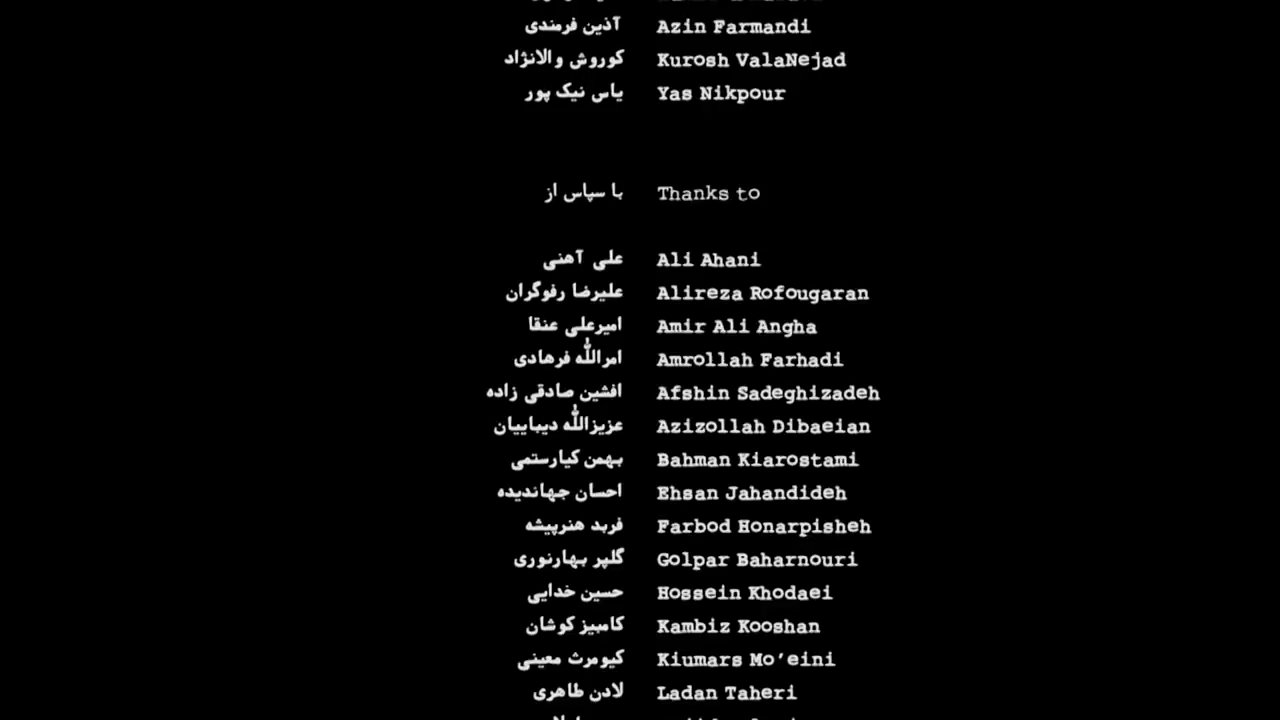 آذین فرمندی Azin Farmandi
کوروش والانژاد Kurosh ValaNejad
یاس نیک پور Yas Nikpour
با سپاس از Thanks to
علی آهنی Ali Ahani
علیرضا رفوگران Alireza Rofougaran
امیرعلی عنقا Amir Ali Angha
امرالله فرهادی Amrollah Farhadi
افشین صادقی زاده Afshin Sadeghizadeh
عزیزالله دیباییان Azizollah Dibaeian
بهمن کیارستمی Bahman Kiarostami
احسان جهاندیده Ehsan Jahandideh
فربد هنرپیشه Farbod Honarpisheh
گلپر بهارنوری Golpar Baharnouri
حسین خدایی Hossein Khodaei
کامبیز کوشان Kambiz Kooshan
کیومرث معینی Kiumars Mo’eini
لادن طاهری Ladan Taheri